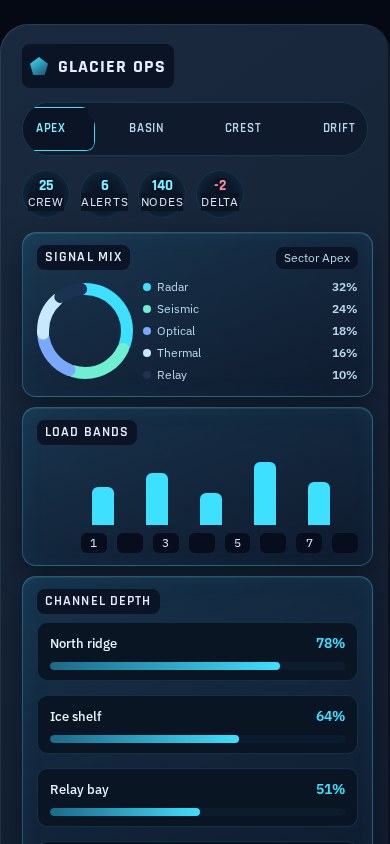 GLACIER OPS
APEX BASIN CREST DRIFT
25 6 140 -2
CREW ALERTS NODES DELTA
SIGNAL MIX Sector Apex
Radar 32%
Seismic 24%
Optical 18%
Thermal 16%
Relay 10%
LOAD BANDS
1 3 5 7
CHANNEL DEPTH
North ridge 78%
Ice shelf 64%
Relay bay 51%